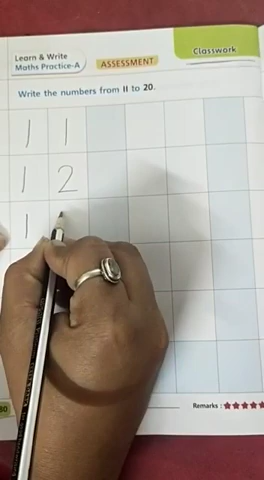 Learn & Write
Maths Practice-A
ASSESSMENT
Classwork
Write the numbers from 11 to 20.
1 1
1 2
1
80
Remarks :